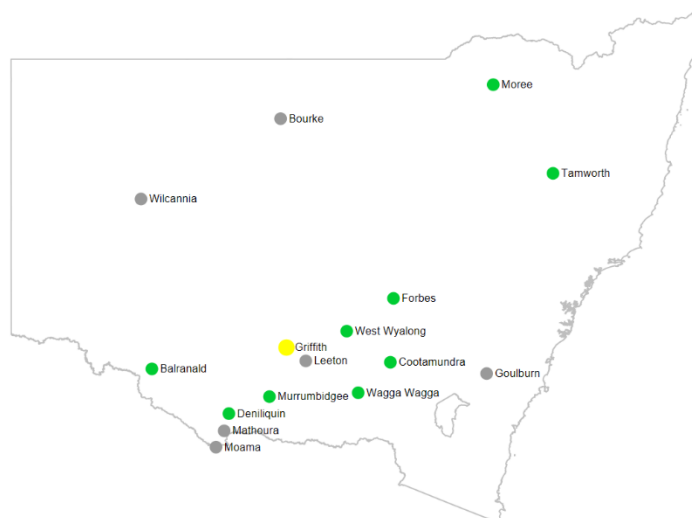 Moree
Bourke
Tamworth
Wilcannia
Forbes
West Wyalong
Griffith
Leeton
Cootamundra
Balranald
Goulburn
Murrumbidgee
Wagga Wagga
Deniliquin
Mathoura
Moama